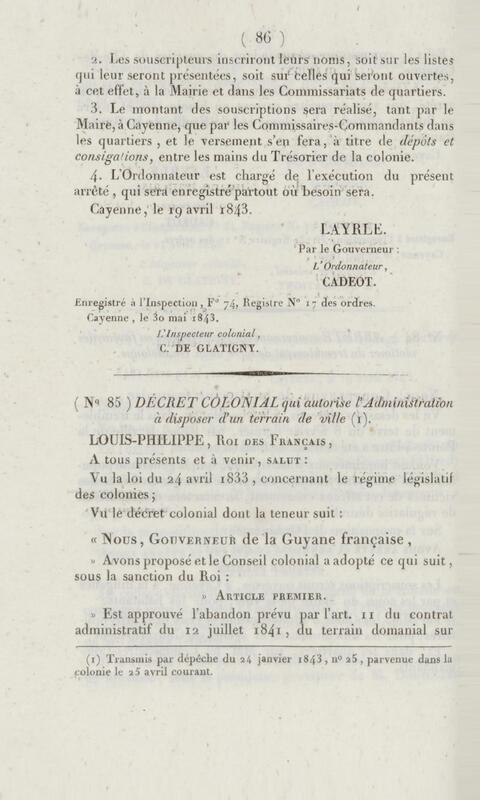 ( 86 )
2. Les souscripteurs inscriront leurs noms, soit sur les listes
qui leur seront présentées, soit sur celles qui seront ouvertes,
à cet effet, à la Mairie et dans les Commissariats de quartiers.
3. Le montant des souscriptions sera réalisé, tant par le
Maire, à Cayenne, que par les Commissaires-Commandants dans
les quartiers, et le versement s'en fera, à titre de dépôts et
consigations, entre les mains du Trésorier de la colonie.
4. L'Ordonnateur est chargé de l'exécution du présent
arrêté, qui sera enregistré partout où besoin sera.
Cayenne, le 19 avril 1843.
LAYRLE.
Par le Gouverneur :
L'Ordonnateur,
CADEOT.
Enregistré à l'Inspection, F° 74, Registre N° 17 des ordres.
Cayenne, le 30 mai 1843.
L'Inspecteur colonial,
C. DE GLATIGNY.
( N° 85 ) DÉCRET COLONIAL qui autorise l'Administration
à disposer d'un terrain de ville (1).
LOUIS-PHILIPPE, ROI DES FRANÇAIS,
A tous présents et à venir, SALUT :
Vu la loi du 24 avril 1833, concernant le régime législatif
des colonies ;
Vu le décret colonial dont la teneur suit :
« NOUS, GOUVERNEUR de la Guyane française,
» Avons proposé et le Conseil colonial a adopté ce qui suit,
sous la sanction du Roi :
» ARTICLE PREMIER.
» Est approuvé l'abandon prévu par l'art. 11 du contrat
administratif du 12 juillet 1841, du terrain domanial sur
(1) Transmis par dépêche du 24 janvier 1843, n° 25, parvenue dans la
colonie le 25 avril courant.